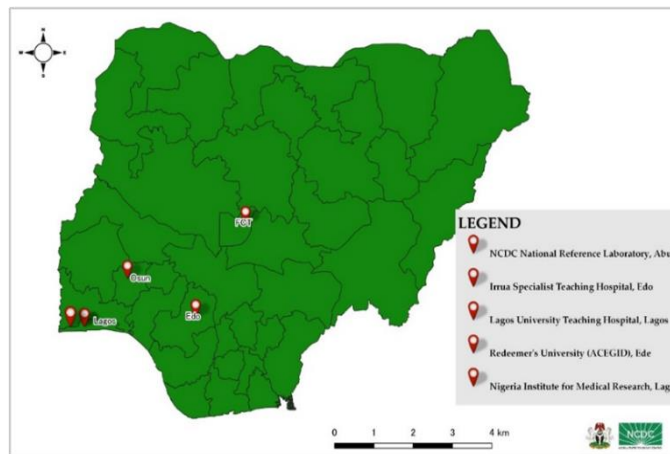 N
W E
S
FCT
Osun
Lagos
Edo
LEGEND
NCDC National Reference Laboratory, Abu
Irrua Specialist Teaching Hospital, Edo
Lagos University Teaching Hospital, Lagos
Redeemer's University (ACEGID), Ede
Nigeria Institute for Medical Research, Lag
0 1 2 3 4 km
NCDC